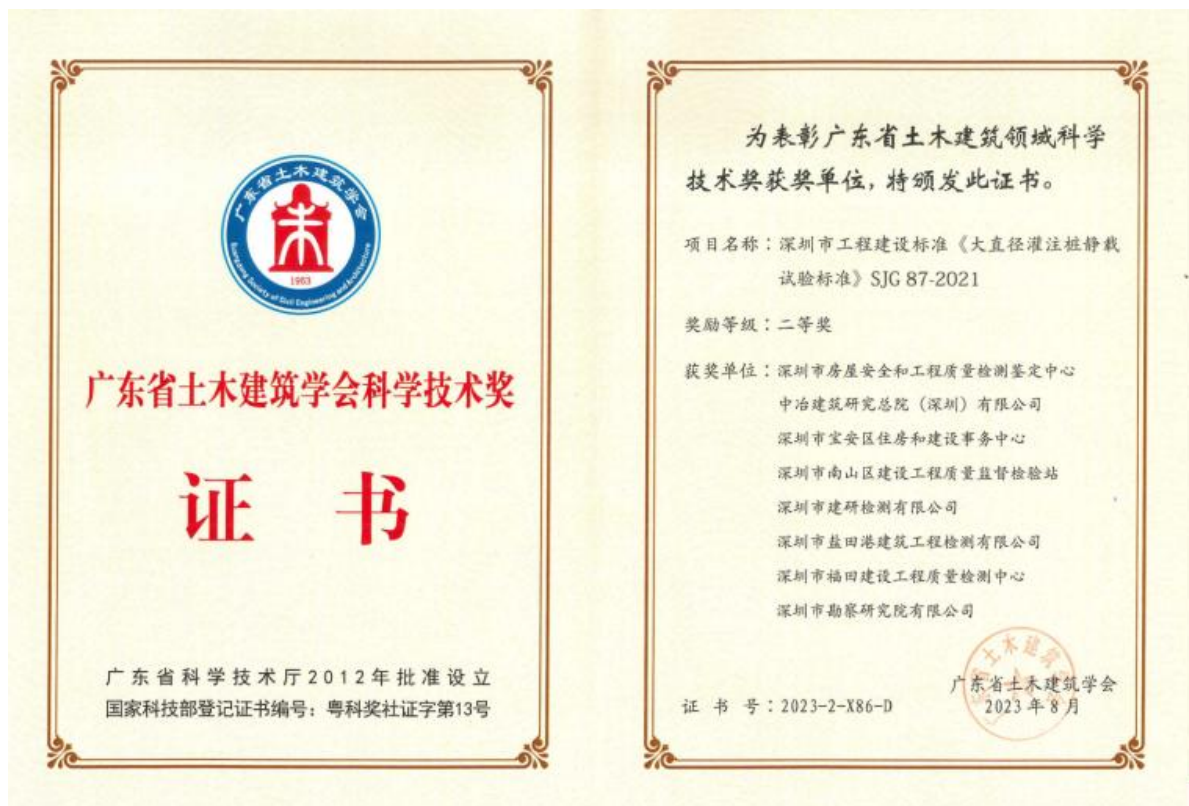 广东省土木建筑学会
1953
Guangdong Society of Civil Engineering and Architecture
广东省土木建筑学会科学技术奖
证 书
广东省科学技术厅2012年批准设立
国家科技部登记证书编号：粤科奖社证字第13号
为表彰广东省土木建筑领域科学
技术奖获奖单位，特颁发此证书。
项目名称：深圳市工程建设标准《大直径灌注桩静载
试验标准》SJG 87-2021
奖励等级：二等奖
获奖单位：深圳市房屋安全和工程质量检测鉴定中心
中冶建筑研究总院（深圳）有限公司
深圳市宝安区住房和建设事务中心
深圳市南山区建设工程质量监督检验站
深圳市建研检测有限公司
深圳市盐田港建筑工程检测有限公司
深圳市福田建设工程质量检测中心
深圳市勘察研究院有限公司
广东省土木建筑学会
证 书 号：2023-2-X86-D
2023年8月